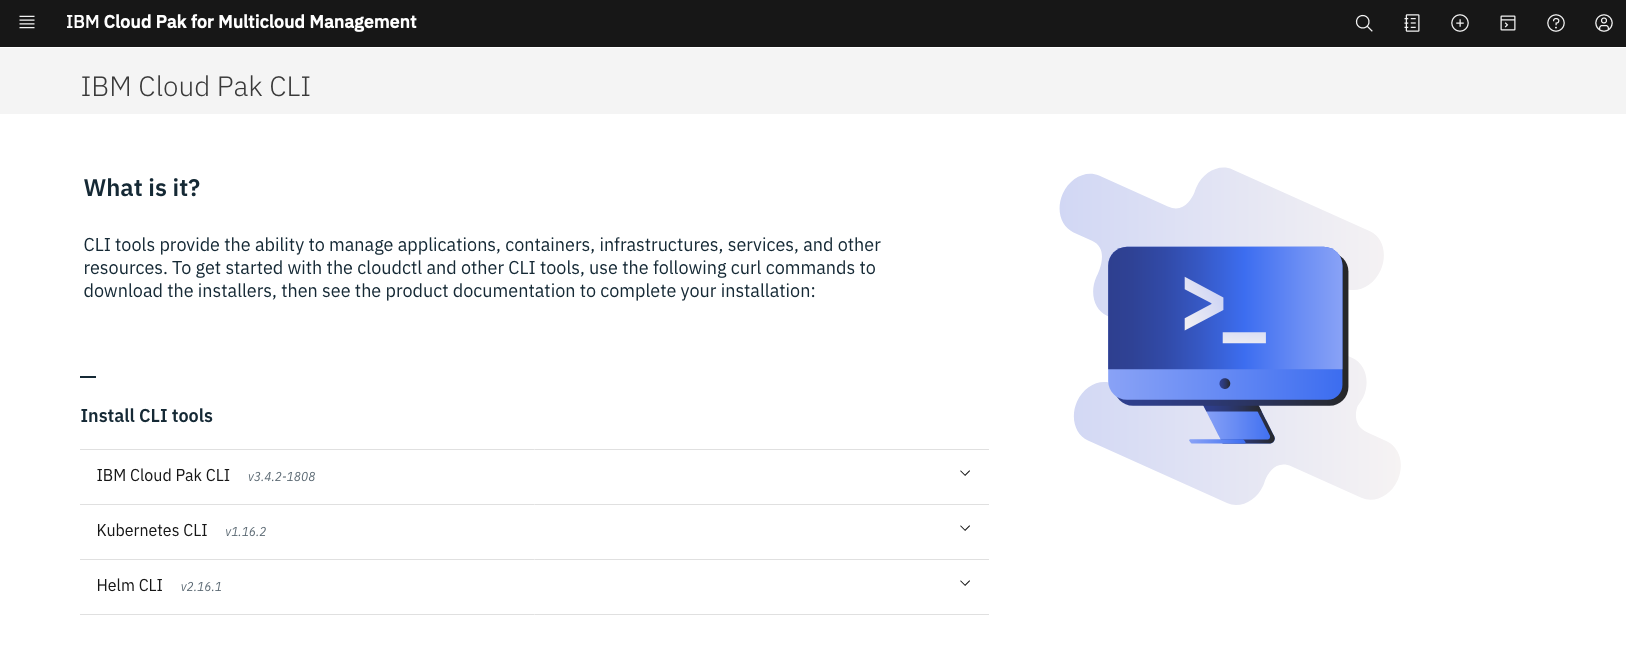 IBM Cloud Pak for Multicloud Management
IBM Cloud Pak CLI
What is it?
CLI tools provide the ability to manage applications, containers, infrastructures, services, and other
resources. To get started with the cloudctl and other CLI tools, use the following curl commands to
download the installers, then see the product documentation to complete your installation:
Install CLI tools
IBM Cloud Pak CLI v3.4.2-1808
Kubernetes CLI v1.16.2
Helm CLI v2.16.1